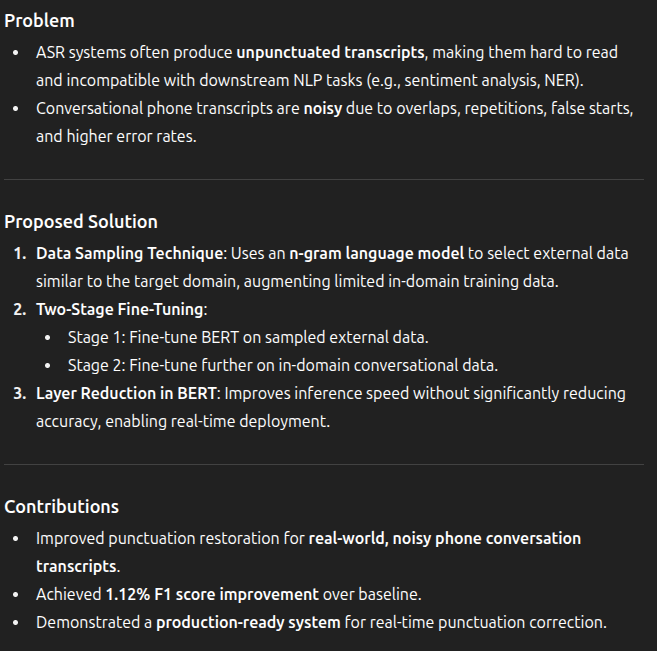 Problem
• ASR systems often produce unpunctuated transcripts, making them hard to read
and incompatible with downstream NLP tasks (e.g., sentiment analysis, NER).
• Conversational phone transcripts are noisy due to overlaps, repetitions, false starts,
and higher error rates.
Proposed Solution
1. Data Sampling Technique: Uses an n-gram language model to select external data
similar to the target domain, augmenting limited in-domain training data.
2. Two-Stage Fine-Tuning:
• Stage 1: Fine-tune BERT on sampled external data.
• Stage 2: Fine-tune further on in-domain conversational data.
3. Layer Reduction in BERT: Improves inference speed without significantly reducing
accuracy, enabling real-time deployment.
Contributions
• Improved punctuation restoration for real-world, noisy phone conversation
transcripts.
• Achieved 1.12% F1 score improvement over baseline.
• Demonstrated a production-ready system for real-time punctuation correction.